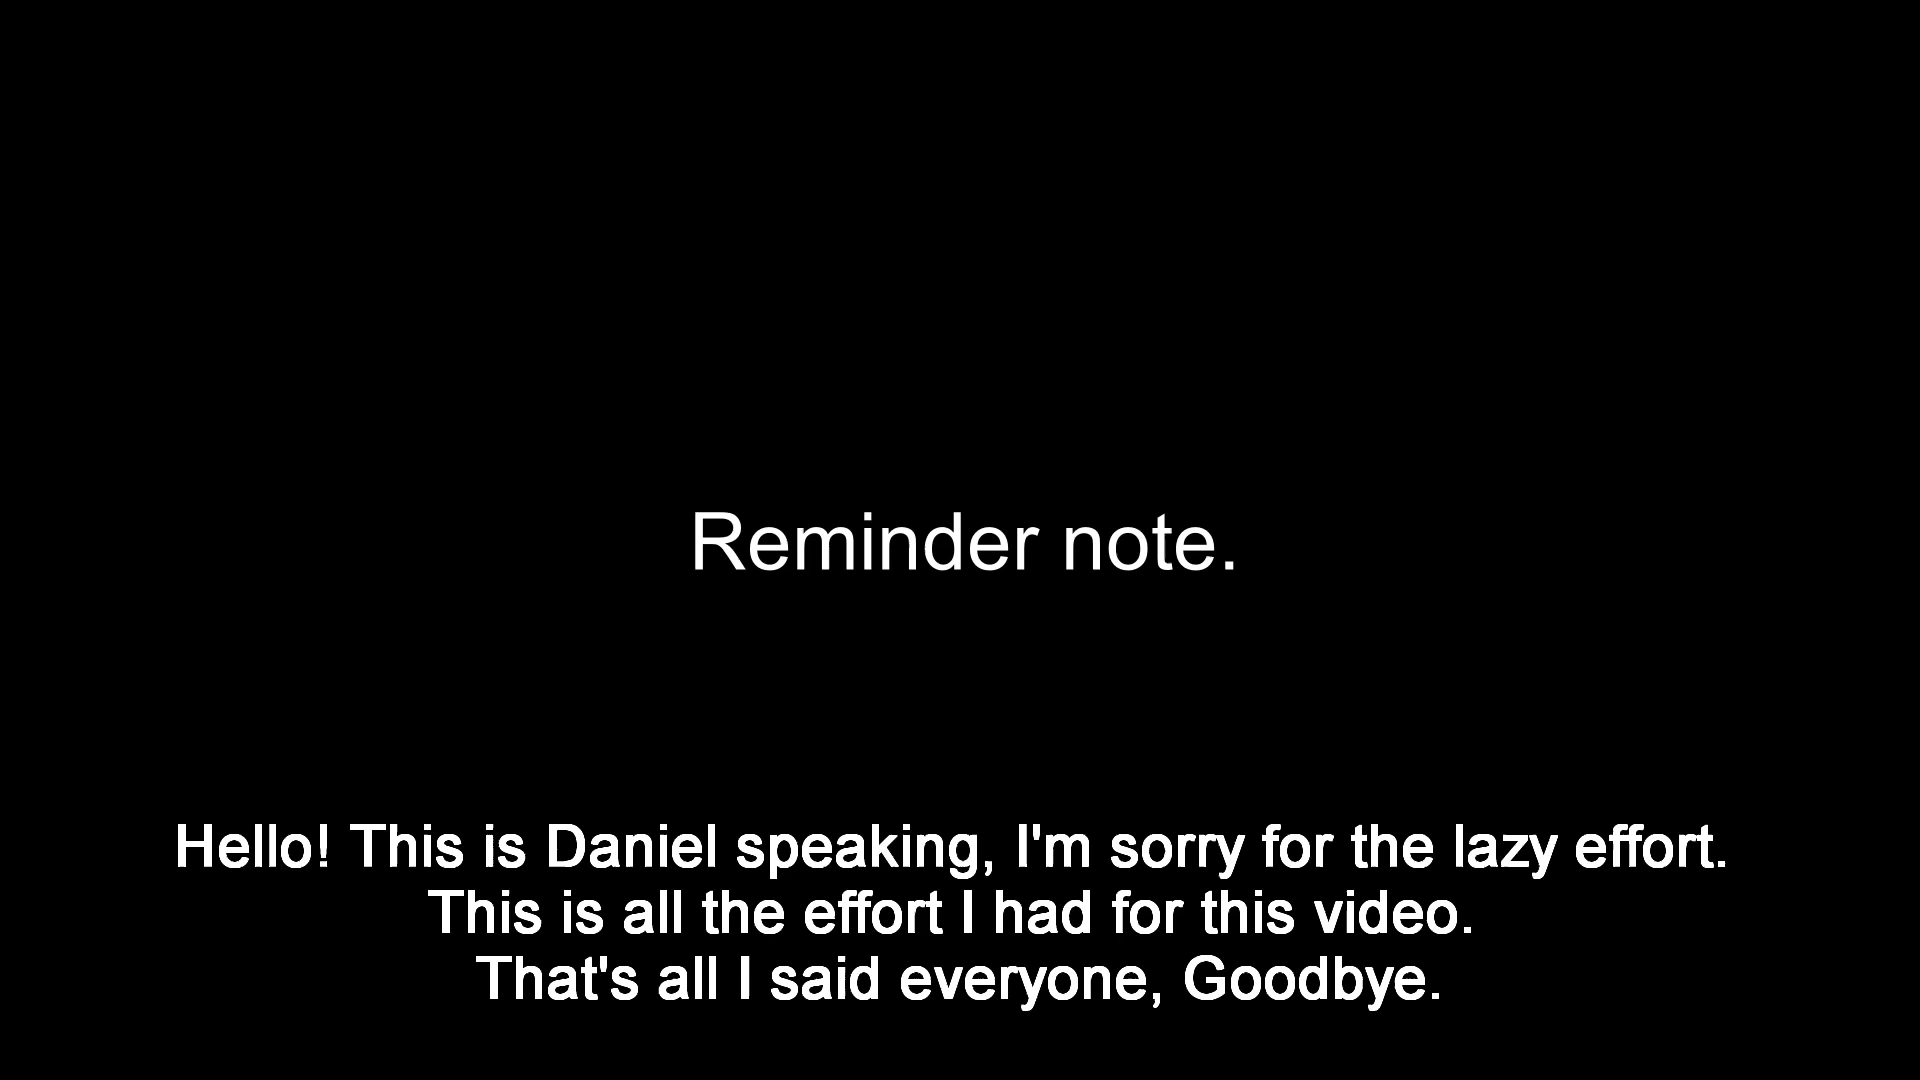 Reminder note.
Hello! This is Daniel speaking, I'm sorry for the lazy effort.
This is all the effort I had for this video.
That's all I said everyone, Goodbye.